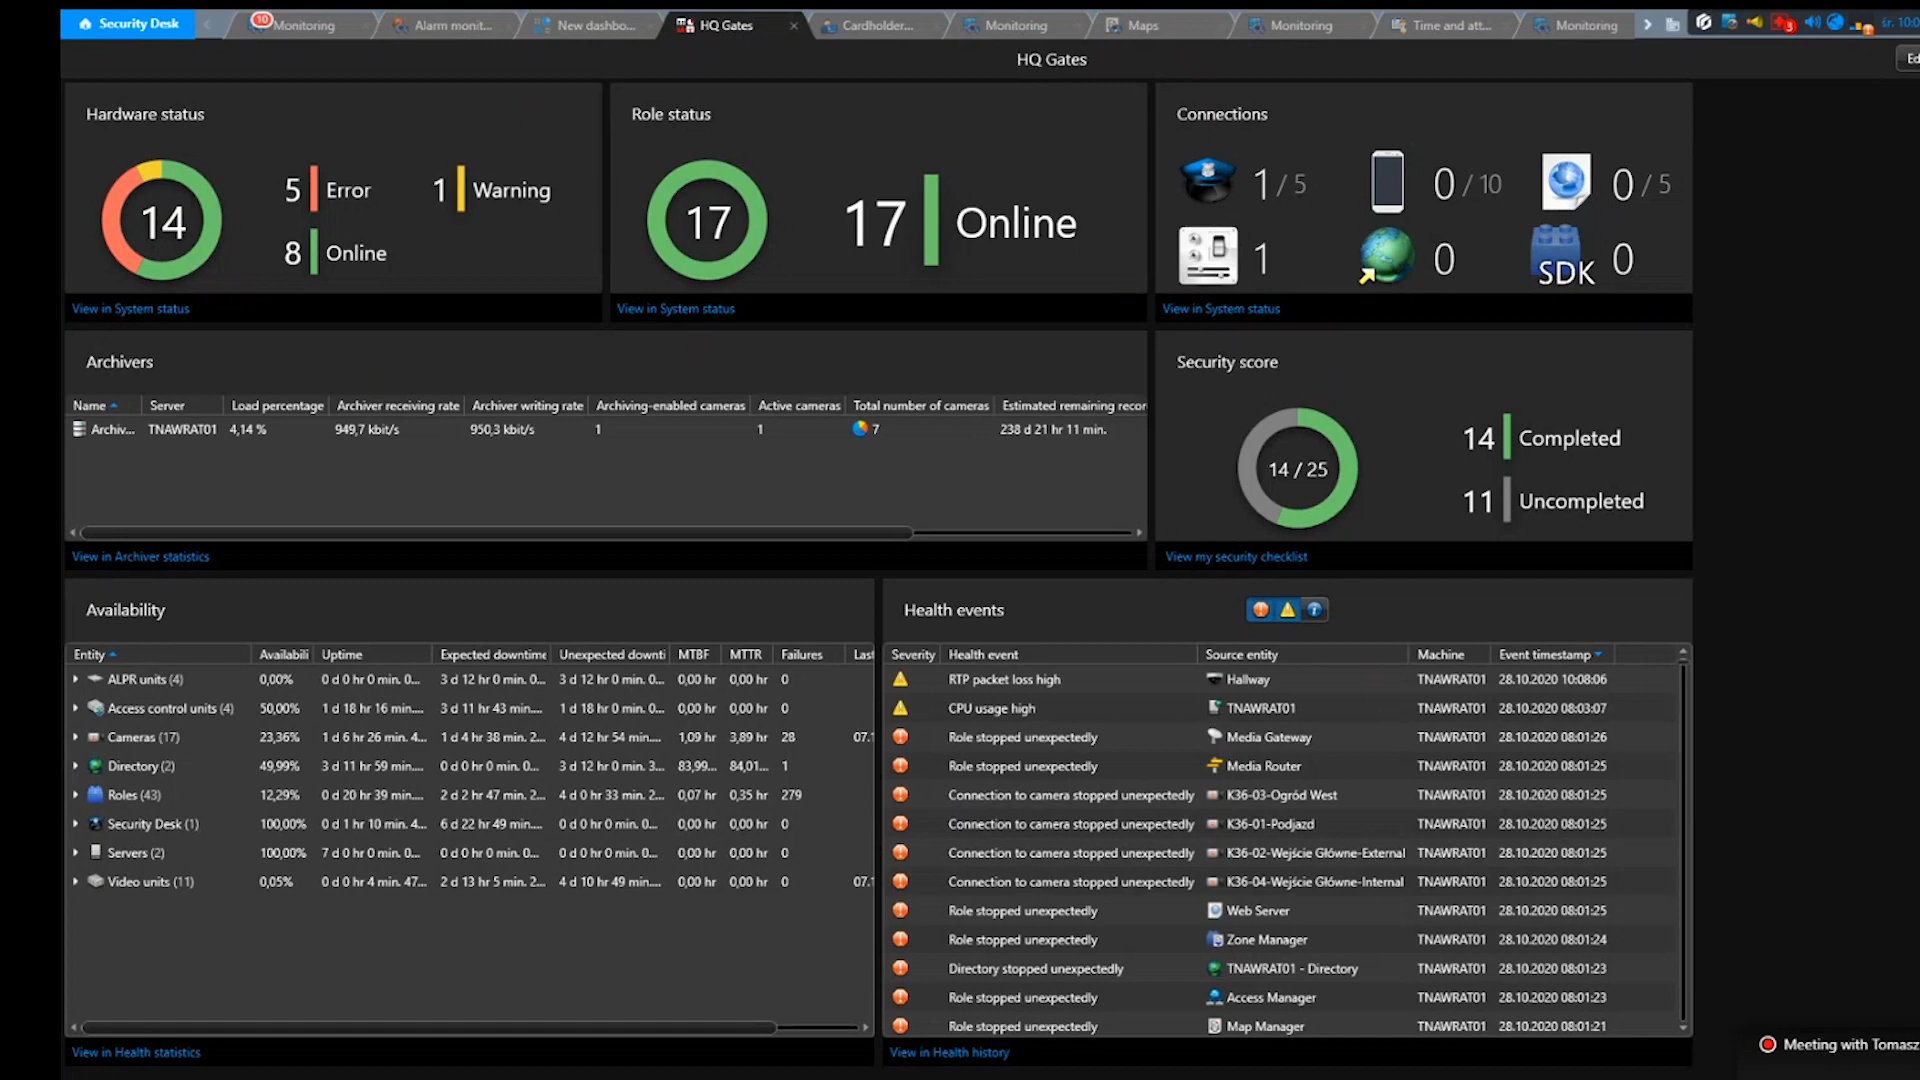 Security Desk
10 Monitoring
Alarm monit...
New dashbo...
HQ Gates
Cardholder...
Monitoring
Maps
Monitoring
Time and att...
Monitoring
3
śr. 10:0
HQ Gates
Ed
Hardware status
14
5 Error
1 Warning
8 Online
View in System status
Role status
17
17 Online
View in System status
Connections
1 / 5
0 / 10
0 / 5
1
0
SDK 0
View in System status
Archivers
Name Server Load percentage Archiver receiving rate Archiver writing rate Archiving-enabled cameras Active cameras Total number of cameras Estimated remaining recor
Archiv... TNAWRAT01 4,14 % 949,7 kbit/s 950,3 kbit/s 1 1 7 238 d 21 hr 11 min.
View in Archiver statistics
Security score
14 / 25
14 Completed
11 Uncompleted
View my security checklist
Availability
Entity Availabili Uptime Expected downtime Unexpected downti MTBF MTTR Failures Last
ALPR units (4) 0,00% 0 d 0 hr 0 min. 0... 3 d 12 hr 0 min. 0... 3 d 12 hr 0 min. 0... 0,00 hr 0,00 hr 0
Access control units (4) 50,00% 1 d 18 hr 16 min.... 3 d 11 hr 43 min.... 1 d 18 hr 0 min.... 0,00 hr 0,00 hr 0
Cameras (17) 23,36% 1 d 6 hr 26 min. 4... 1 d 4 hr 38 min. 2... 4 d 12 hr 54 min.... 1,09 hr 3,89 hr 28 07.1
Directory (2) 49,99% 3 d 11 hr 59 min.... 0 d 0 hr 0 min. 0... 3 d 12 hr 0 min. 3... 83,99... 84,01... 1
Roles (43) 12,29% 0 d 20 hr 39 min.... 2 d 2 hr 47 min. 2... 4 d 0 hr 33 min. 2... 0,07 hr 0,35 hr 279
Security Desk (1) 100,00% 0 d 1 hr 10 min. 4... 6 d 22 hr 49 min.... 0 d 0 hr 0 min. 0... 0,00 hr 0,00 hr 0
Servers (2) 100,00% 7 d 0 hr 0 min. 0... 0 d 0 hr 0 min. 0... 0 d 0 hr 0 min. 0... 0,00 hr 0,00 hr 0
Video units (11) 0,05% 0 d 0 hr 4 min. 47... 2 d 13 hr 5 min. 2... 4 d 10 hr 49 min.... 0,00 hr 0,00 hr 0 07.1
View in Health statistics
Health events
Severity Health event Source entity Machine Event timestamp
RTP packet loss high Hallway TNAWRAT01 28.10.2020 10:08:06
CPU usage high TNAWRAT01 TNAWRAT01 28.10.2020 08:03:07
Role stopped unexpectedly Media Gateway TNAWRAT01 28.10.2020 08:01:26
Role stopped unexpectedly Media Router TNAWRAT01 28.10.2020 08:01:25
Connection to camera stopped unexpectedly K36-03-Ogród West TNAWRAT01 28.10.2020 08:01:25
Connection to camera stopped unexpectedly K36-01-Podjazd TNAWRAT01 28.10.2020 08:01:25
Connection to camera stopped unexpectedly K36-02-Wejście Główne-External TNAWRAT01 28.10.2020 08:01:25
Connection to camera stopped unexpectedly K36-04-Wejście Główne-Internal TNAWRAT01 28.10.2020 08:01:25
Role stopped unexpectedly Web Server TNAWRAT01 28.10.2020 08:01:25
Role stopped unexpectedly Zone Manager TNAWRAT01 28.10.2020 08:01:24
Directory stopped unexpectedly TNAWRAT01 - Directory TNAWRAT01 28.10.2020 08:01:23
Role stopped unexpectedly Access Manager TNAWRAT01 28.10.2020 08:01:23
Role stopped unexpectedly Map Manager TNAWRAT01 28.10.2020 08:01:21
View in Health history
Meeting with Tomasz